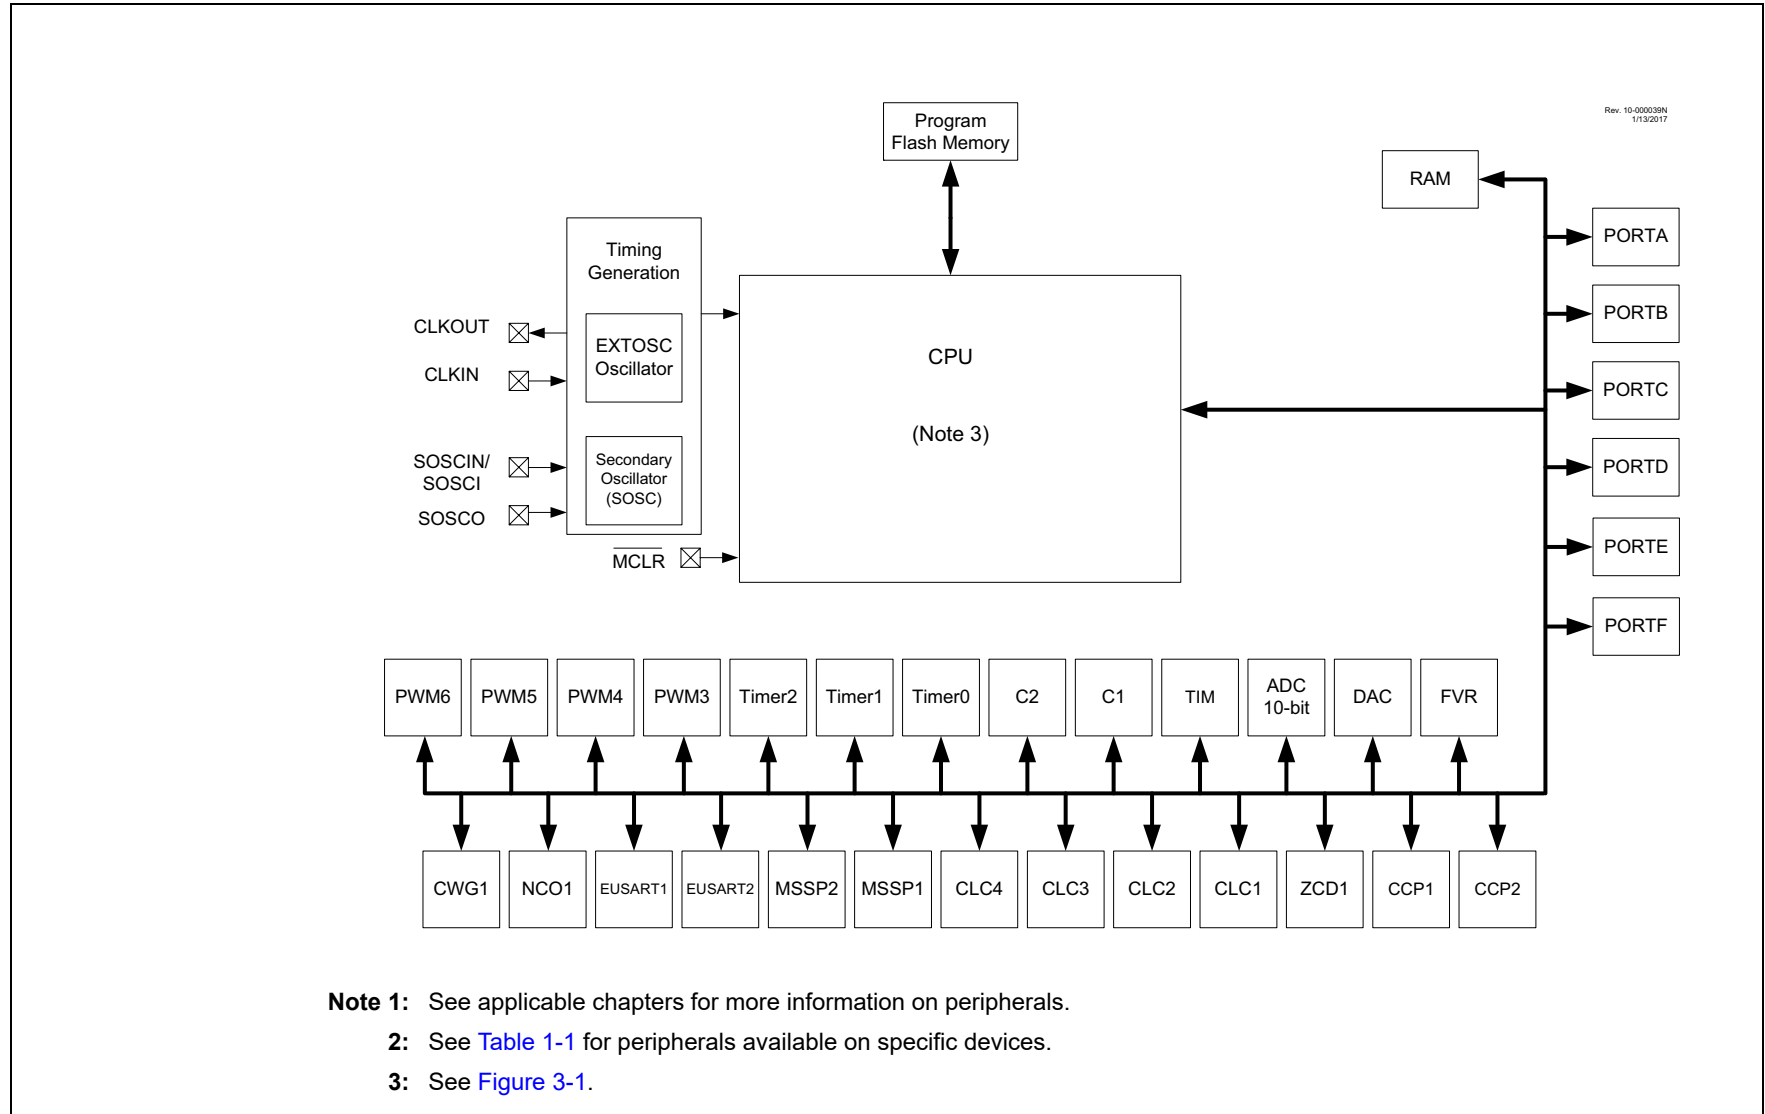 Rev. 10-000039N
1/13/2017
Program
Flash Memory
RAM
PORTA
PORTB
PORTC
PORTD
PORTE
PORTF
Timing
Generation
EXTOSC
Oscillator
Secondary
Oscillator
(SOSC)
CLKOUT
CLKIN
SOSCIN/
SOSCI
SOSCO
MCLR
CPU
(Note 3)
PWM6
PWM5
PWM4
PWM3
Timer2
Timer1
Timer0
C2
C1
TIM
ADC
10-bit
DAC
FVR
CWG1
NCO1
EUSART1
EUSART2
MSSP2
MSSP1
CLC4
CLC3
CLC2
CLC1
ZCD1
CCP1
CCP2
Note 1: See applicable chapters for more information on peripherals.
2: See Table 1-1 for peripherals available on specific devices.
3: See Figure 3-1.